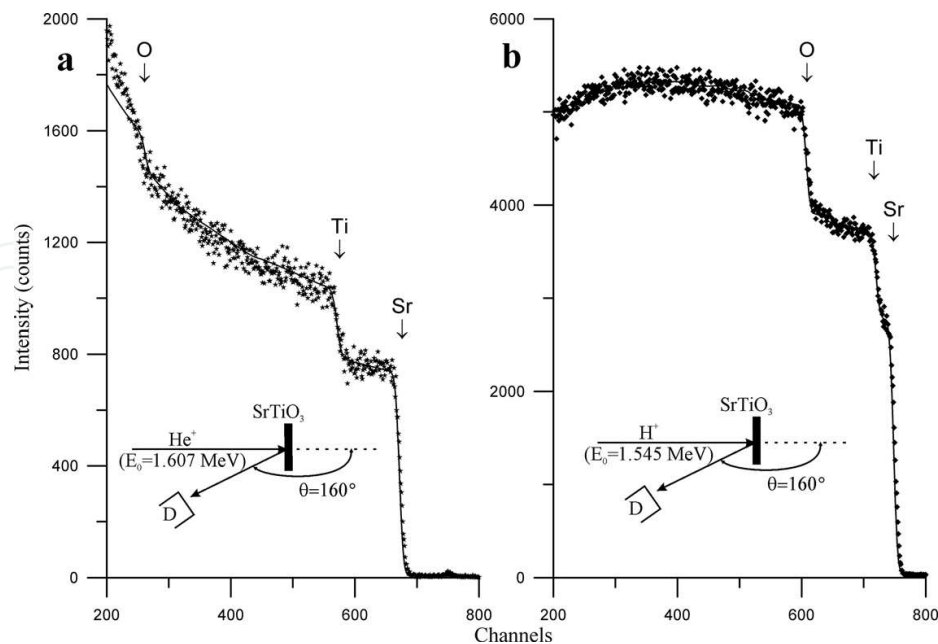 a
2000
1600
1200
800
400
0
Intensity (counts)
O
Ti
Sr
SrTiO₃
He⁺
(E₀=1.607 MeV)
θ=160°
D
200
400
600
800
b
6000
4000
2000
0
O
Ti
Sr
SrTiO₃
H⁺
(E₀=1.545 MeV)
θ=160°
D
200
400
600
800
Channels